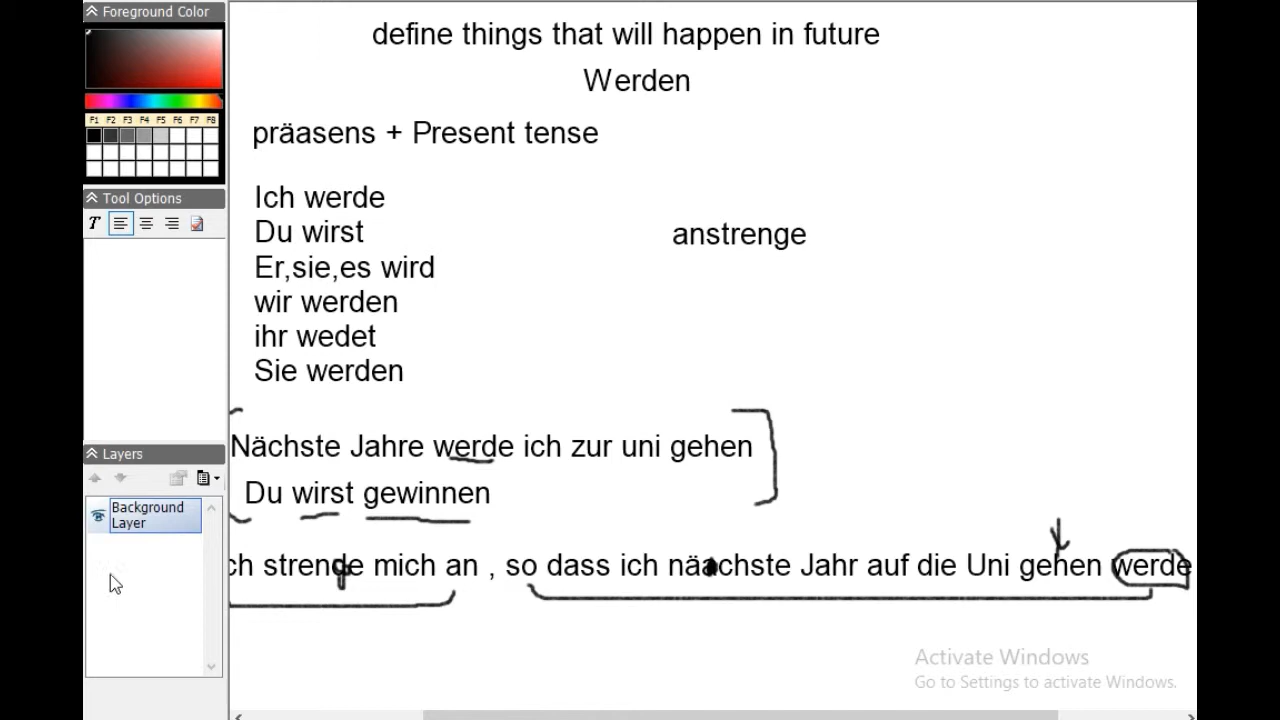 Foreground Color
define things that will happen in future
Werden
F1 F2 F3 F4 F5 F6 F7 F8
präasens + Present tense
Tool Options
Ich werde
T
Du wirst
anstrenge
Er,sie,es wird
wir werden
ihr wedet
Sie werden
Layers
Nächste Jahre werde ich zur uni gehen
Background
Layer
Du wirst gewinnen
ch strenge mich an , so dass ich näachste Jahr auf die Uni gehen werde
Activate Windows
Go to Settings to activate Windows.